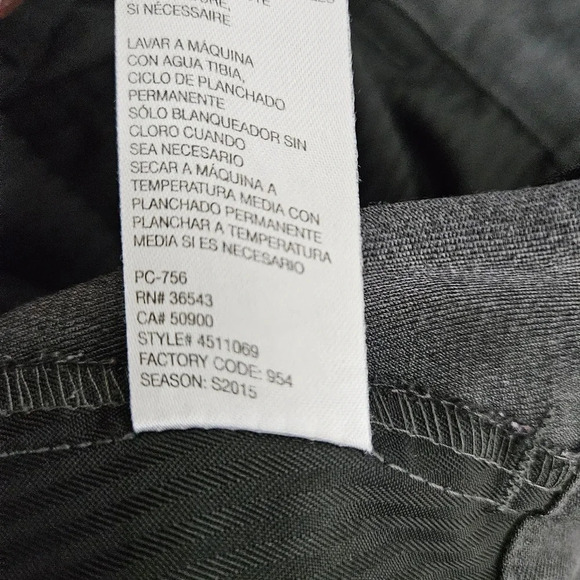 SI NÉCESSAIRE
LAVAR A MÁQUINA
CON AGUA TIBIA,
CICLO DE PLANCHADO
PERMANENTE
SÓLO BLANQUEADOR SIN
CLORO CUANDO
SEA NECESARIO
SECAR A MÁQUINA A
TEMPERATURA MEDIA CON
PLANCHADO PERMANENTE
PLANCHAR A TEMPERATURA
MEDIA SI ES NECESARIO
PC-756
RN# 36543
CA# 50900
STYLE# 4511069
FACTORY CODE: 954
SEASON: S2015